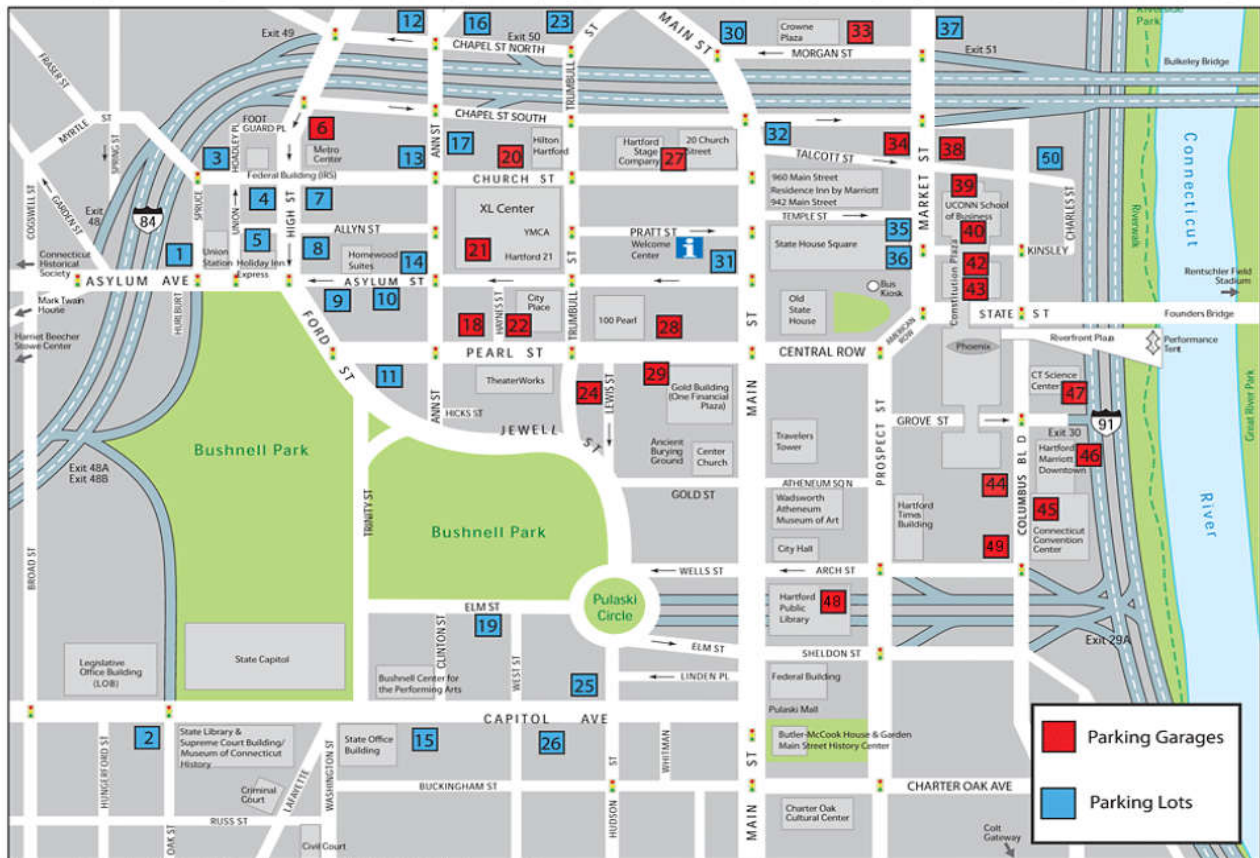 12
16
23
30
MAIN ST
Crowne
Plaza
33
37
Riverside
Park
Exit 49
CHAPEL ST NORTH
Exit 50
TRUMBULL ST
MORGAN ST
Exit 51
Bulkeley Bridge
FRASER ST
MYRTLE ST
SPRING ST
HOADLEY PL
FOOT
GUARD PL
6
Metro
Center
CHAPEL ST SOUTH
TRUMBULL
ANN ST
3
13
17
20
Hilton
Hartford
Hartford
Stage
Company
27
20 Church
Street
32
TALCOTT ST
34
38
50
MARKET ST
Connecticut
Federal Building (IRS)
CHURCH ST
COGSWELL ST
GARDEN ST
Exit 48
84
SPRUCE
UNION
4
HIGH ST
7
XL Center
YMCA
Hartford 21
21
960 Main Street
Residence Inn by Marriott
942 Main Street
39
UCONN School
of Business
CHARLES ST
Riverwalk
TEMPLE ST
ALLYN ST
PRATT ST
Welcome
Center
i
31
State House Square
35
36
40
KINSLEY
1
Union
Station
5
Holiday Inn
Express
8
Homewood
Suites
14
Connecticut
Historical
Society
ASYLUM AVE
ASYLUM ST
42
43
Constitution Plaza
Rentschler Field
Stadium
Bus
Kiosk
Mark Twain
House
HURLBURT
9
10
HAYNES ST
City
Place
TRUMBULL ST
100 Pearl
28
Old
State
House
STATE ST
Founders Bridge
Harriet Beecher
Stowe Center
FORD ST
18
22
MAIN ST
AMERICAN
ROW
Riverfront Plaza
Performance
Tent
PEARL ST
CENTRAL ROW
Phoenix
11
TheaterWorks
24
LEWIS ST
29
Gold Building
(One Financial
Plaza)
CT Science
Center
47
Great River Park
ANN ST
HICKS ST
JEWELL ST
MAIN
PROSPECT ST
GROVE ST
91
Exit 30
Bushnell Park
Ancient
Burying
Ground
Center
Church
Travelers
Tower
Hartford
Marriott
Downtown
46
Exit 48A
Exit 48B
TRINITY ST
GOLD ST
ATHENEUM SQ N
44
COLUMBUS BLD
River
Bushnell Park
Wadsworth
Atheneum
Museum of Art
Hartford
Times
Building
45
Connecticut
Convention
Center
City Hall
49
BROAD ST
WELLS ST
ARCH ST
Pulaski
Circle
Hartford
Public
Library
48
ELM ST
19
CLINTON ST
WEST ST
ELM ST
SHELDON ST
Exit 29A
Legislative
Office Building
(LOB)
State Capitol
Bushnell Center for
the Performing Arts
25
LINDEN PL
Federal Building
Pulaski Mall
CAPITOL AVE
2
State Library &
Supreme Court Building/
Museum of Connecticut
History
State Office
Building
15
26
WHITMAN
Butler-McCook House & Garden
Main Street History Center
Parking Garages
HUNGERFORD ST
Criminal
Court
LAFAYETTE
WASHINGTON ST
BUCKINGHAM ST
HUDSON ST
MAIN ST
CHARTER OAK AVE
Parking Lots
OAK ST
RUSS ST
Civil Court
Charter Oak
Cultural Center
Colt
Gateway